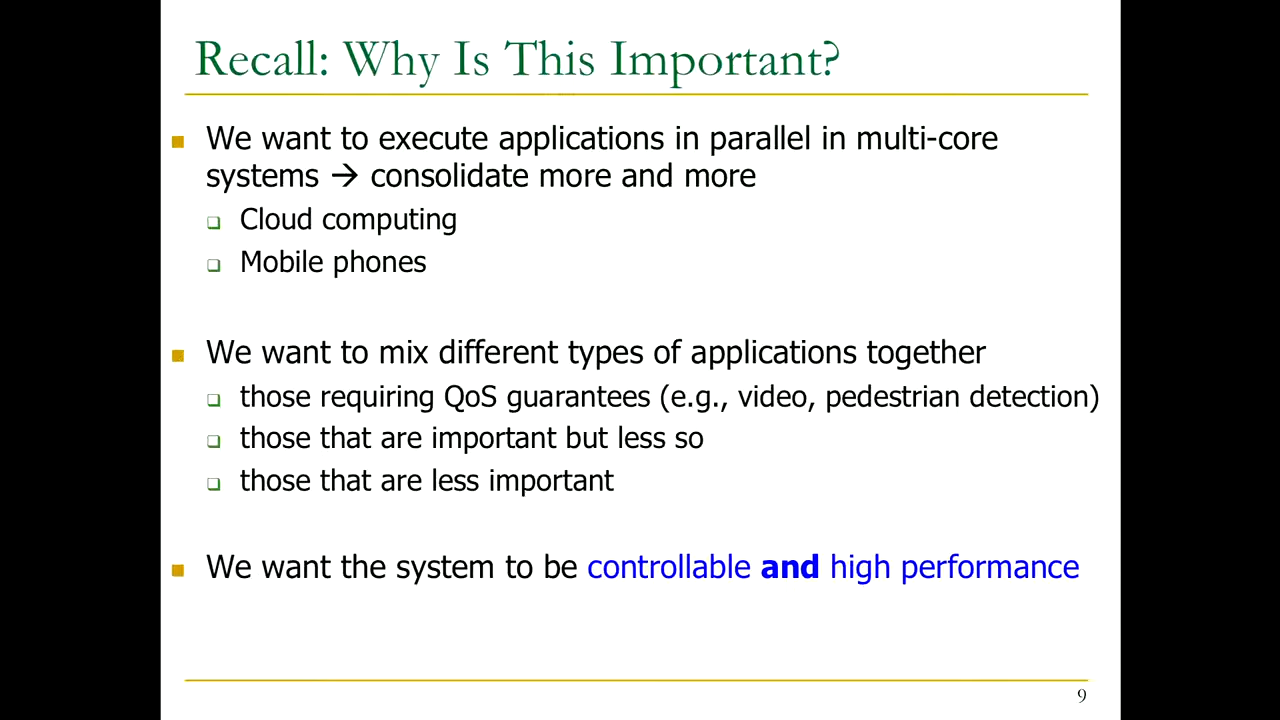 Recall: Why Is This Important?
We want to execute applications in parallel in multi-core
systems → consolidate more and more
Cloud computing
Mobile phones
We want to mix different types of applications together
those requiring QoS guarantees (e.g., video, pedestrian detection)
those that are important but less so
those that are less important
We want the system to be controllable and high performance
9